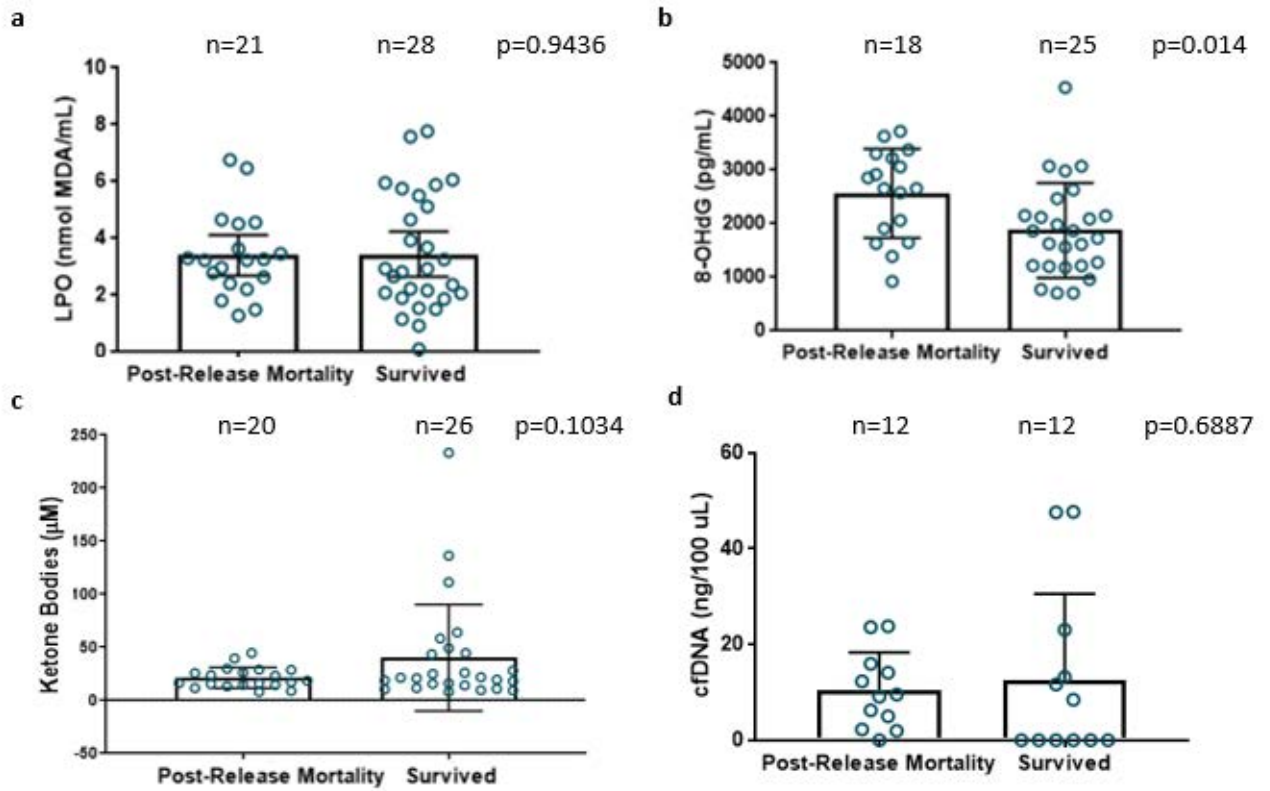 a
n=21 n=28 p=0.9436
10
8
6
4
2
0
LPO (nmol MDA/mL)
Post-Release Mortality Survived
b
n=18 n=25 p=0.014
5000
4000
3000
2000
1000
0
8-OHdG (pg/mL)
Post-Release Mortality Survived
c
n=20 n=26 p=0.1034
250
200
150
100
50
0
-50
Ketone Bodies (µM)
Post-Release Mortality Survived
d
n=12 n=12 p=0.6887
60
40
20
0
cfDNA (ng/100 uL)
Post-Release Mortality Survived